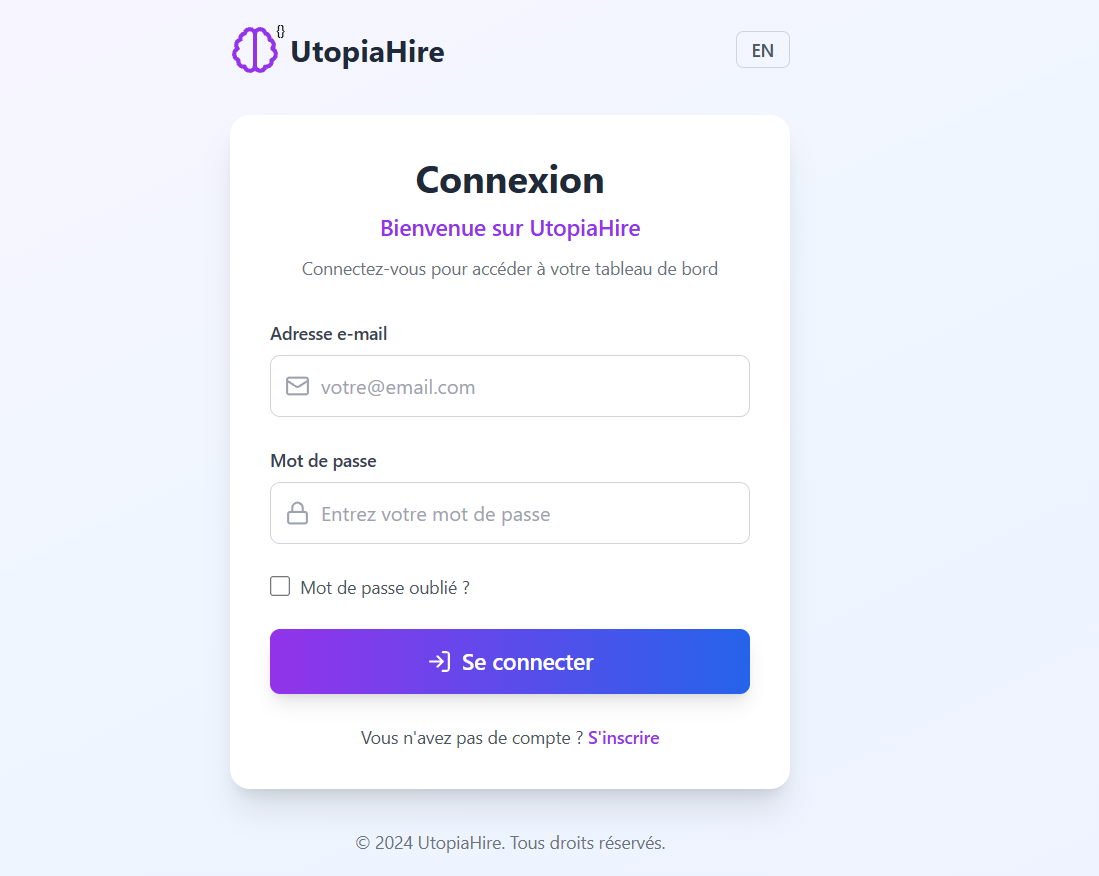 {}
UtopiaHire
EN
Connexion
Bienvenue sur UtopiaHire
Connectez-vous pour accéder à votre tableau de bord
Adresse e-mail
votre@email.com
Mot de passe
Entrez votre mot de passe
Mot de passe oublié ?
Se connecter
Vous n'avez pas de compte ? S'inscrire
© 2024 UtopiaHire. Tous droits réservés.